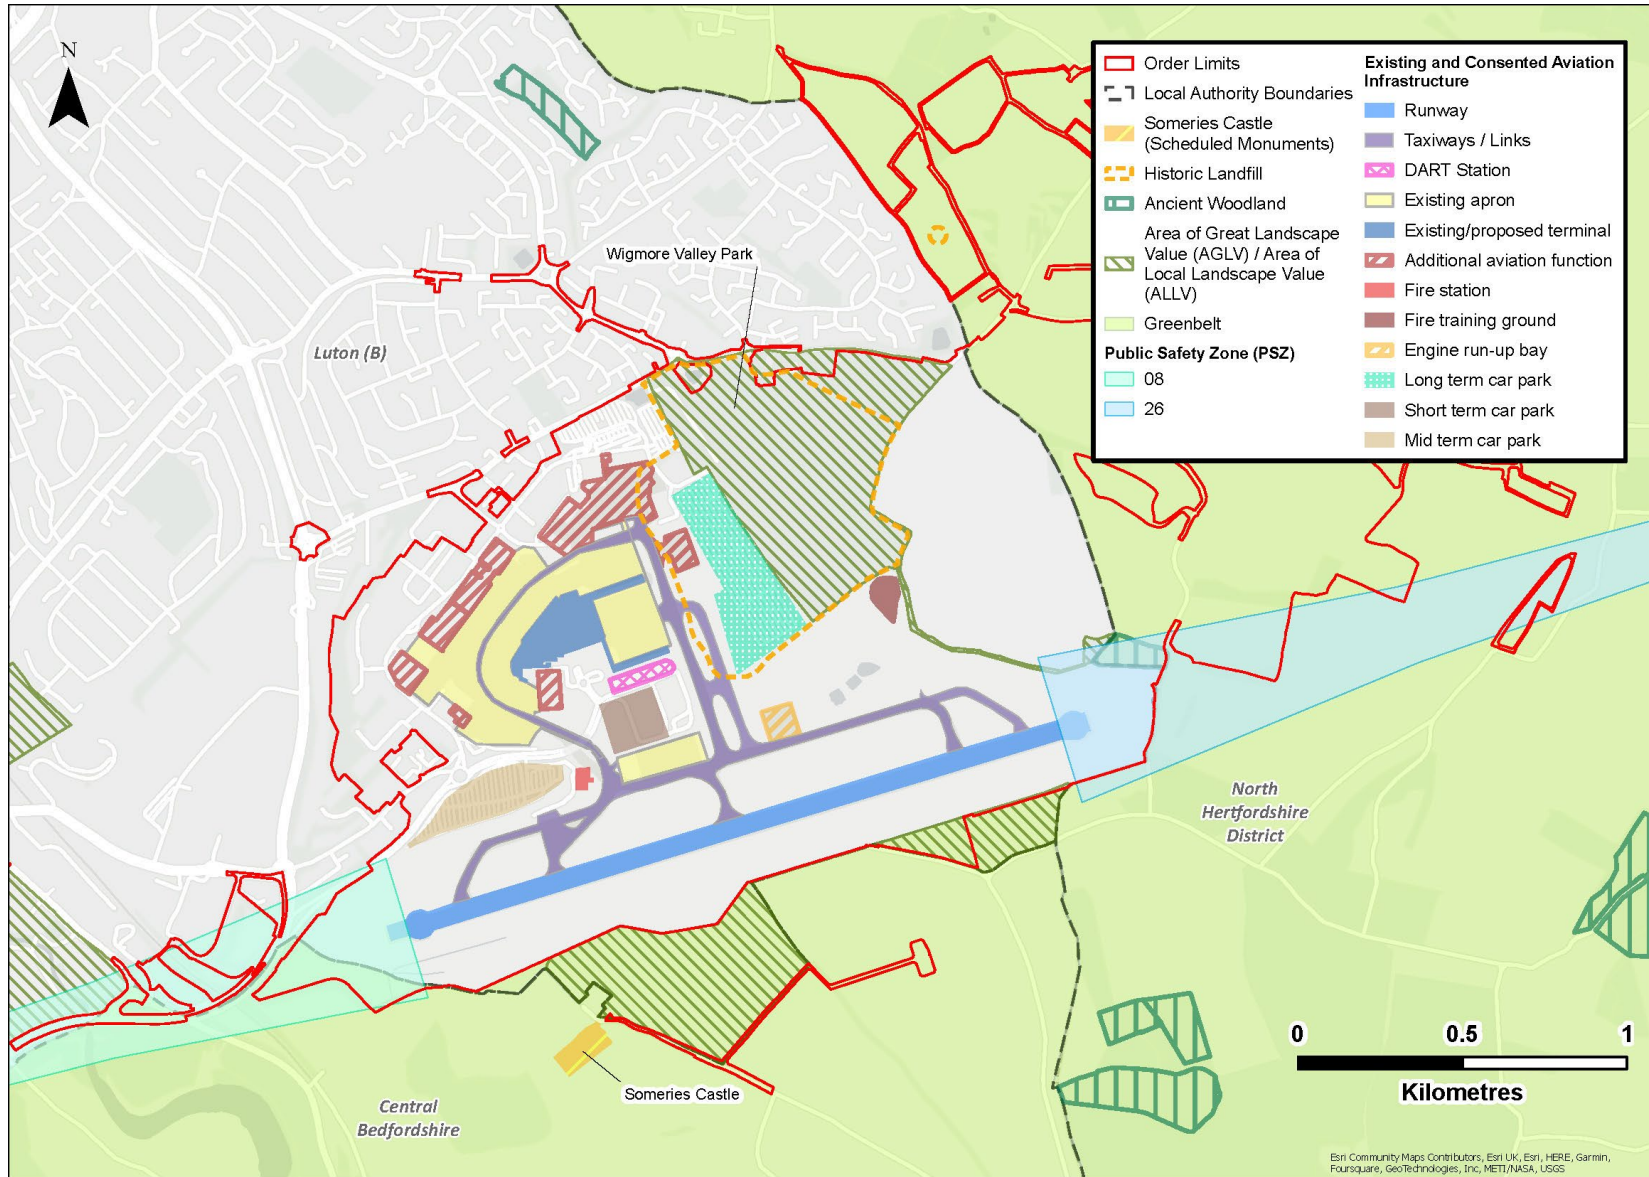 N
Order Limits
Local Authority Boundaries
Someries Castle
(Scheduled Monuments)
Historic Landfill
Ancient Woodland
Area of Great Landscape
Value (AGLV) / Area of
Local Landscape Value
(ALLV)
Greenbelt
Public Safety Zone (PSZ)
08
26
Existing and Consented Aviation
Infrastructure
Runway
Taxiways / Links
DART Station
Existing apron
Existing/proposed terminal
Additional aviation function
Fire station
Fire training ground
Engine run-up bay
Long term car park
Short term car park
Mid term car park
Wigmore Valley Park
Luton (B)
North
Hertfordshire
District
Someries Castle
Central
Bedfordshire
0 0.5 1
Kilometres
Esri Community Maps Contributors, Esri UK, Esri, HERE, Garmin,
Foursquare, GeoTechnologies, Inc, METI/NASA, USGS